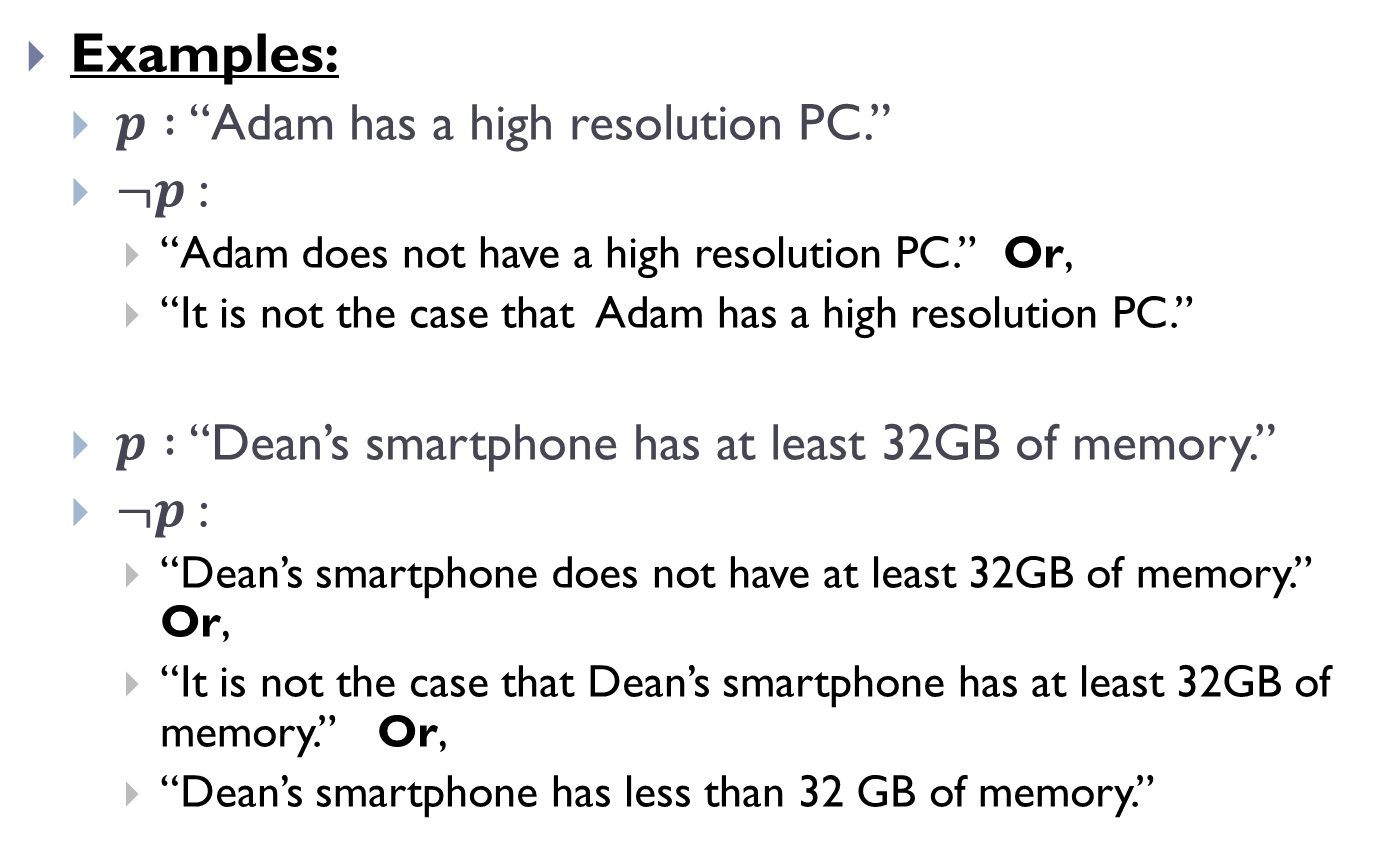 Examples:
p : “Adam has a high resolution PC.”
¬p :
“Adam does not have a high resolution PC.” Or,
“It is not the case that Adam has a high resolution PC.”
p : “Dean’s smartphone has at least 32GB of memory.”
¬p :
“Dean’s smartphone does not have at least 32GB of memory.”
Or,
“It is not the case that Dean’s smartphone has at least 32GB of
memory.” Or,
“Dean’s smartphone has less than 32 GB of memory.”